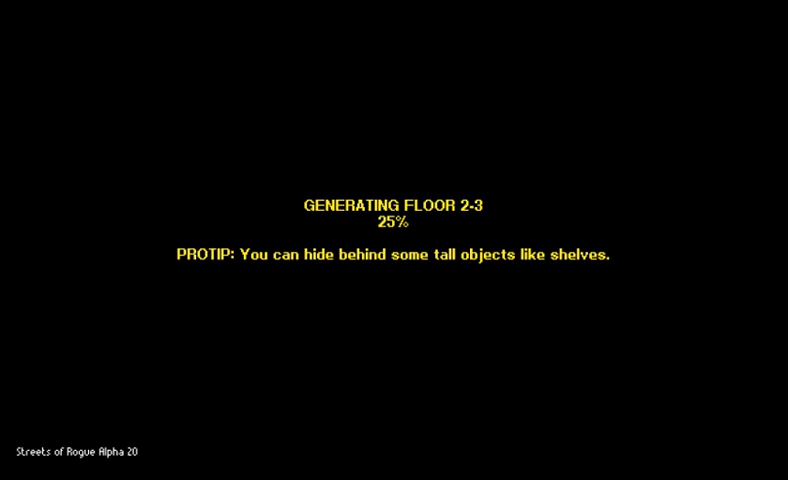 GENERATING FLOOR 2-3
25%
PROTIP: You can hide behind some tall objects like shelves.
Streets of Rogue Alpha 20